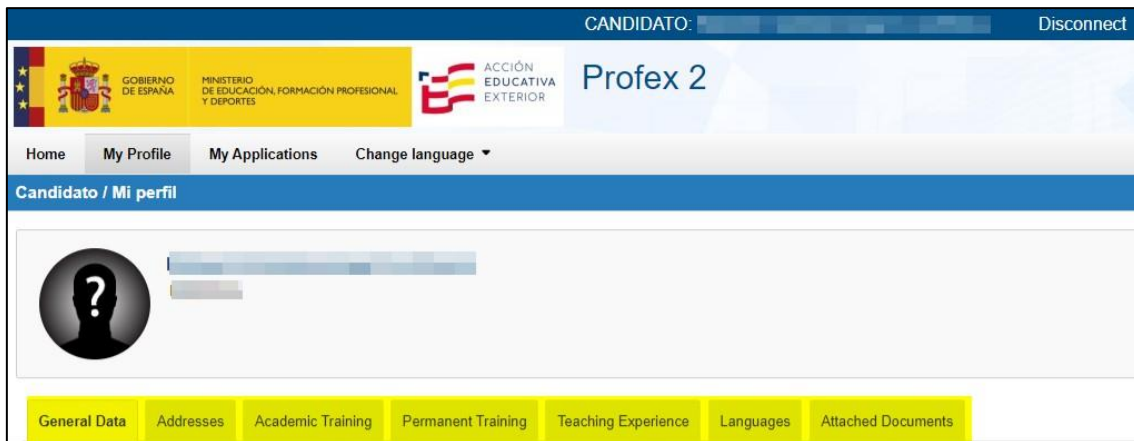 CANDIDATO:
Disconnect
GOBIERNO
DE ESPAÑA
MINISTERIO
DE EDUCACIÓN, FORMACIÓN PROFESIONAL
Y DEPORTES
ACCIÓN
EDUCATIVA
EXTERIOR
Profex 2
Home My Profile My Applications Change language
Candidato / Mi perfil
?
General Data Addresses Academic Training Permanent Training Teaching Experience Languages Attached Documents